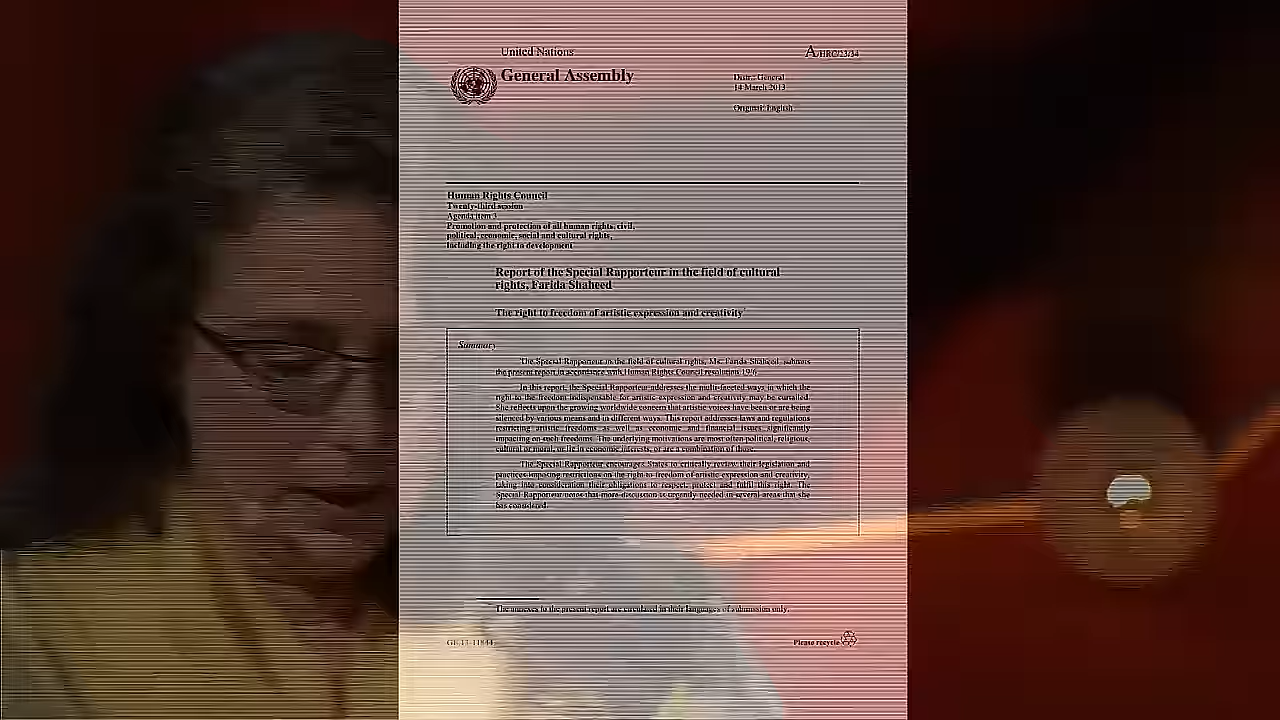 United Nations
A/HRC/23/34
General Assembly
Distr.: General
14 March 2013
Original: English
Human Rights Council
Twenty-third session
Agenda item 3
Promotion and protection of all human rights, civil,
political, economic, social and cultural rights,
including the right to development
Report of the Special Rapporteur in the field of cultural
rights, Farida Shaheed
The right to freedom of artistic expression and creativity*
Summary
The Special Rapporteur in the field of cultural rights, Ms. Farida Shaheed, submits
the present report in accordance with Human Rights Council resolution 19/6.
In this report, the Special Rapporteur addresses the multi-faceted ways in which the
right to the freedom indispensable for artistic expression and creativity may be curtailed.
She reflects upon the growing worldwide concern that artistic voices have been or are being
silenced by various means and in different ways. This report addresses laws and regulations
restricting artistic freedoms as well as economic and financial issues significantly
impacting on such freedoms. The underlying motivations are most often political, religious,
cultural or moral, or lie in economic interests, or are a combination of those.
The Special Rapporteur encourages States to critically review their legislation and
practices imposing restrictions on the right to freedom of artistic expression and creativity,
taking into consideration their obligations to respect, protect and fulfil this right. The
Special Rapporteur notes that more discussion is urgently needed in several areas that she
has considered.
The annexes to the present report are circulated in their language of submission only.
GE.13-11844
Please recycle